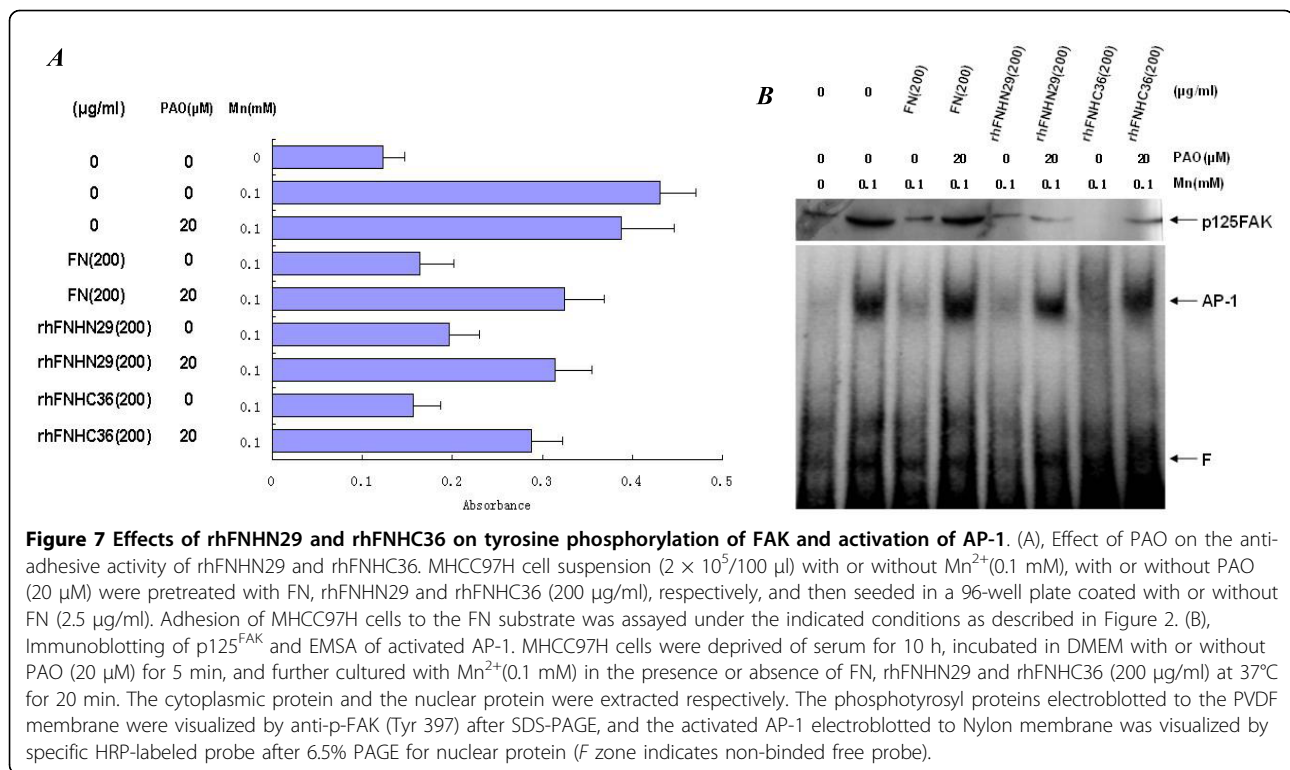 A
(µg/ml) PAO(µM) Mn(mM)
0 0 0
0 0 0.1
0 20 0.1
FN(200) 0 0.1
FN(200) 20 0.1
rhFNHN29(200) 0 0.1
rhFNHN29(200) 20 0.1
rhFNHC36(200) 0 0.1
rhFNHC36(200) 20 0.1
0 0.1 0.2 0.3 0.4 0.5
Absorbance
B
0 0 FN(200) FN(200) rhFNHN29(200) rhFNHN29(200) rhFNHC36(200) rhFNHC36(200) (µg/ml)
0 0 0 20 0 20 0 20 PAO(µM)
0 0.1 0.1 0.1 0.1 0.1 0.1 0.1 Mn(mM)
p125FAK
AP-1
F
Figure 7 Effects of rhFNHN29 and rhFNHC36 on tyrosine phosphorylation of FAK and activation of AP-1. (A), Effect of PAO on the anti-
adhesive activity of rhFNHN29 and rhFNHC36. MHCC97H cell suspension (2 × 10⁵/100 µl) with or without Mn²⁺(0.1 mM), with or without PAO
(20 µM) were pretreated with FN, rhFNHN29 and rhFNHC36 (200 µg/ml), respectively, and then seeded in a 96-well plate coated with or without
FN (2.5 µg/ml). Adhesion of MHCC97H cells to the FN substrate was assayed under the indicated conditions as described in Figure 2. (B),
Immunoblotting of p125ᶠᴬᴷ and EMSA of activated AP-1. MHCC97H cells were deprived of serum for 10 h, incubated in DMEM with or without
PAO (20 µM) for 5 min, and further cultured with Mn²⁺(0.1 mM) in the presence or absence of FN, rhFNHN29 and rhFNHC36 (200 µg/ml) at 37°C
for 20 min. The cytoplasmic protein and the nuclear protein were extracted respectively. The phosphotyrosyl proteins electroblotted to the PVDF
membrane were visualized by anti-p-FAK (Tyr 397) after SDS-PAGE, and the activated AP-1 electroblotted to Nylon membrane was visualized by
specific HRP-labeled probe after 6.5% PAGE for nuclear protein (F zone indicates non-binded free probe).